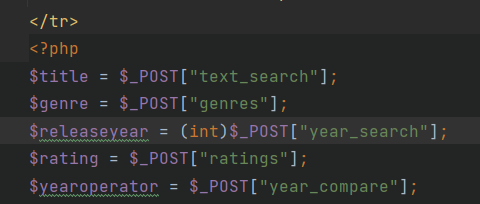 </tr>
<?php
$title = $_POST["text_search"];
$genre = $_POST["genres"];
$releaseyear = (int)$_POST["year_search"];
$rating = $_POST["ratings"];
$yearoperator = $_POST["year_compare"];